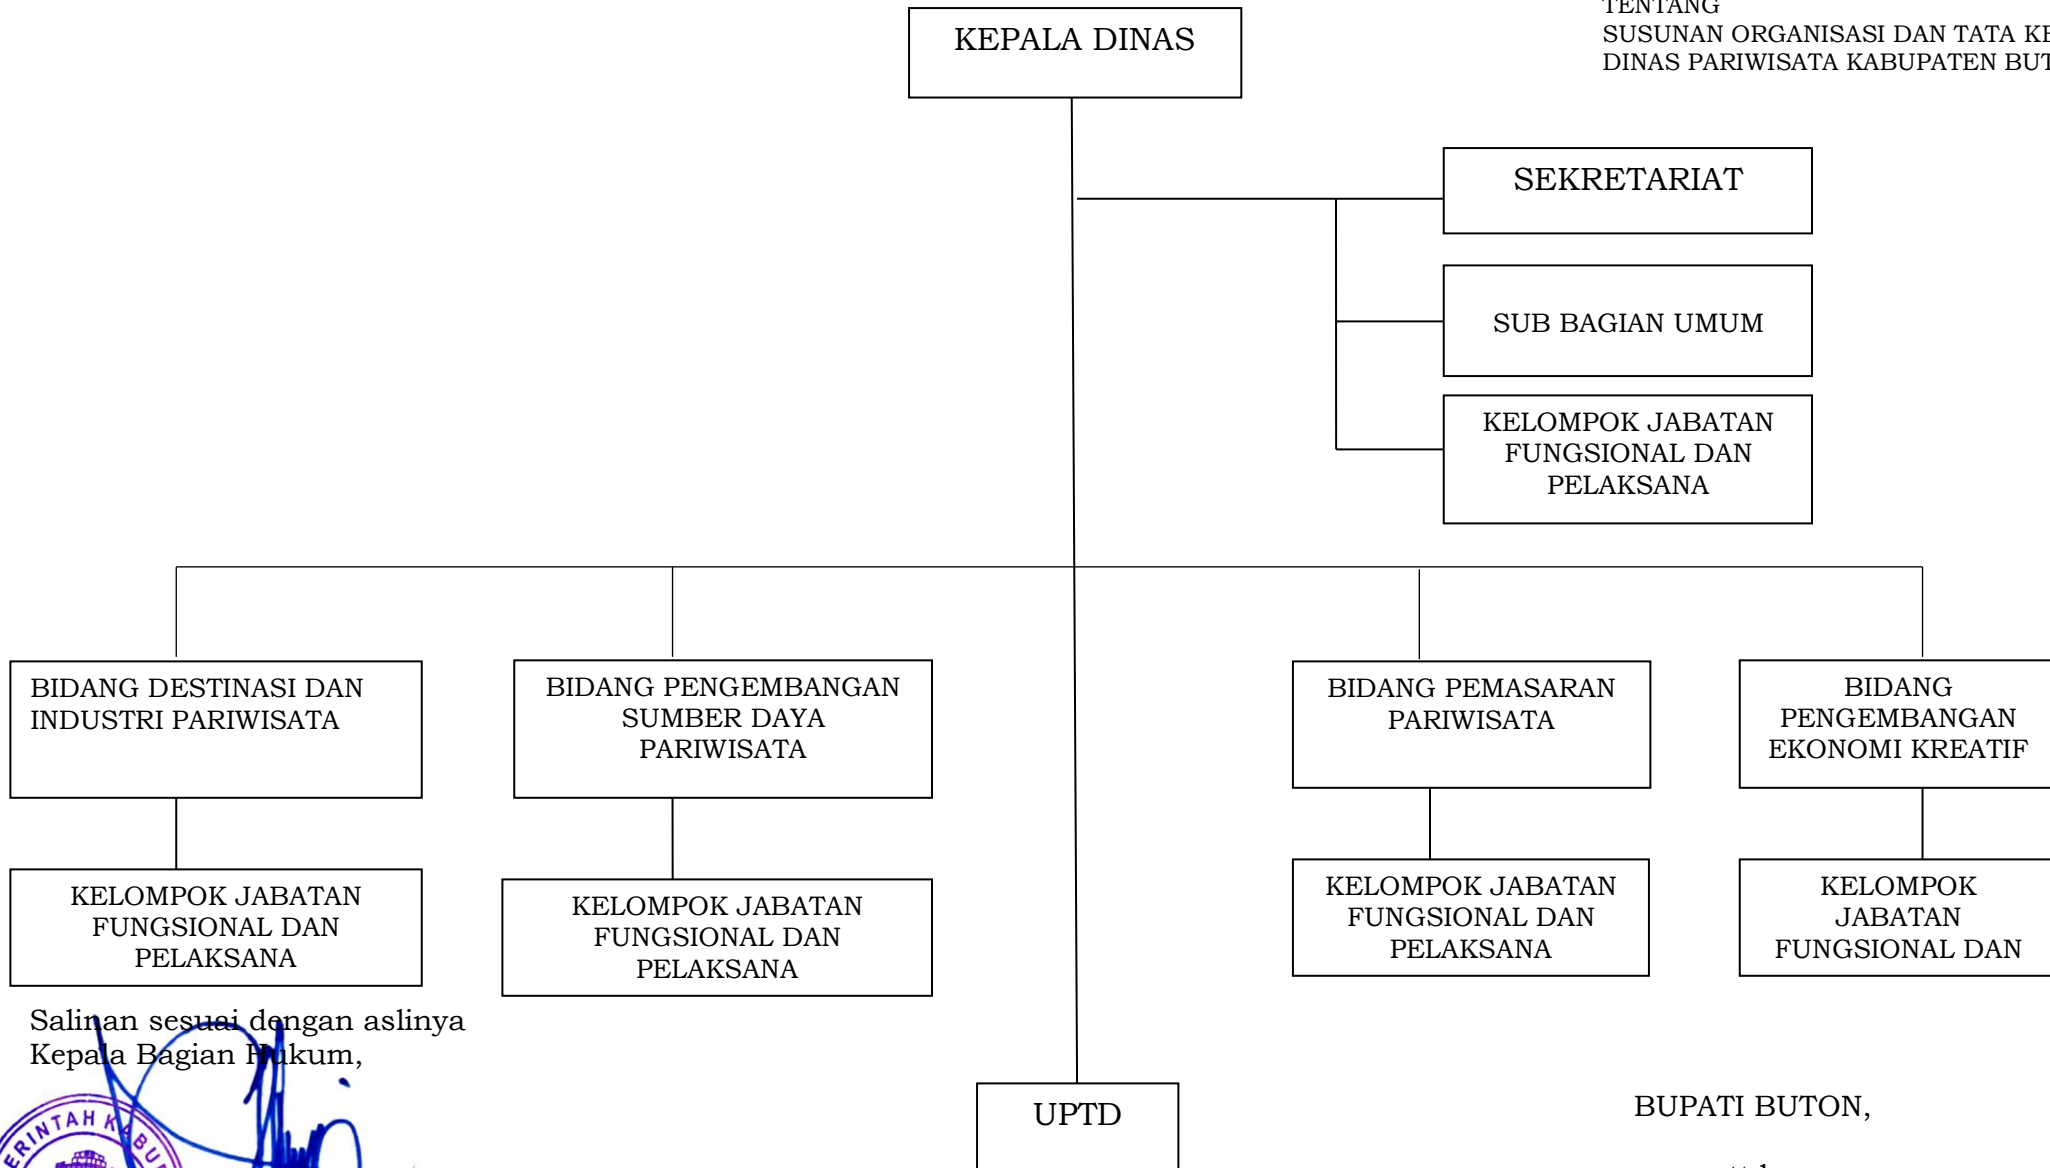 TENTANG
SUSUNAN ORGANISASI DAN TATA
DINAS PARIWISATA KABUPATEN
KEPALA DINAS
SEKRETARIAT
SUB BAGIAN UMUM
KELOMPOK JABATAN
FUNGSIONAL DAN
PELAKSANA
BIDANG DESTINASI DAN
INDUSTRI PARIWISATA
BIDANG PENGEMBANGAN
SUMBER DAYA
PARIWISATA
BIDANG PEMASARAN
PARIWISATA
BIDANG
PENGEMBANGAN
EKONOMI KREATIF
KELOMPOK JABATAN
FUNGSIONAL DAN
PELAKSANA
KELOMPOK JABATAN
FUNGSIONAL DAN
PELAKSANA
KELOMPOK JABATAN
FUNGSIONAL DAN
PELAKSANA
KELOMPOK
JABATAN
FUNGSIONAL DAN
Salinan sesuai dengan aslinya
Kepala Bagian Hukum,
UPTD
BUPATI BUTON,